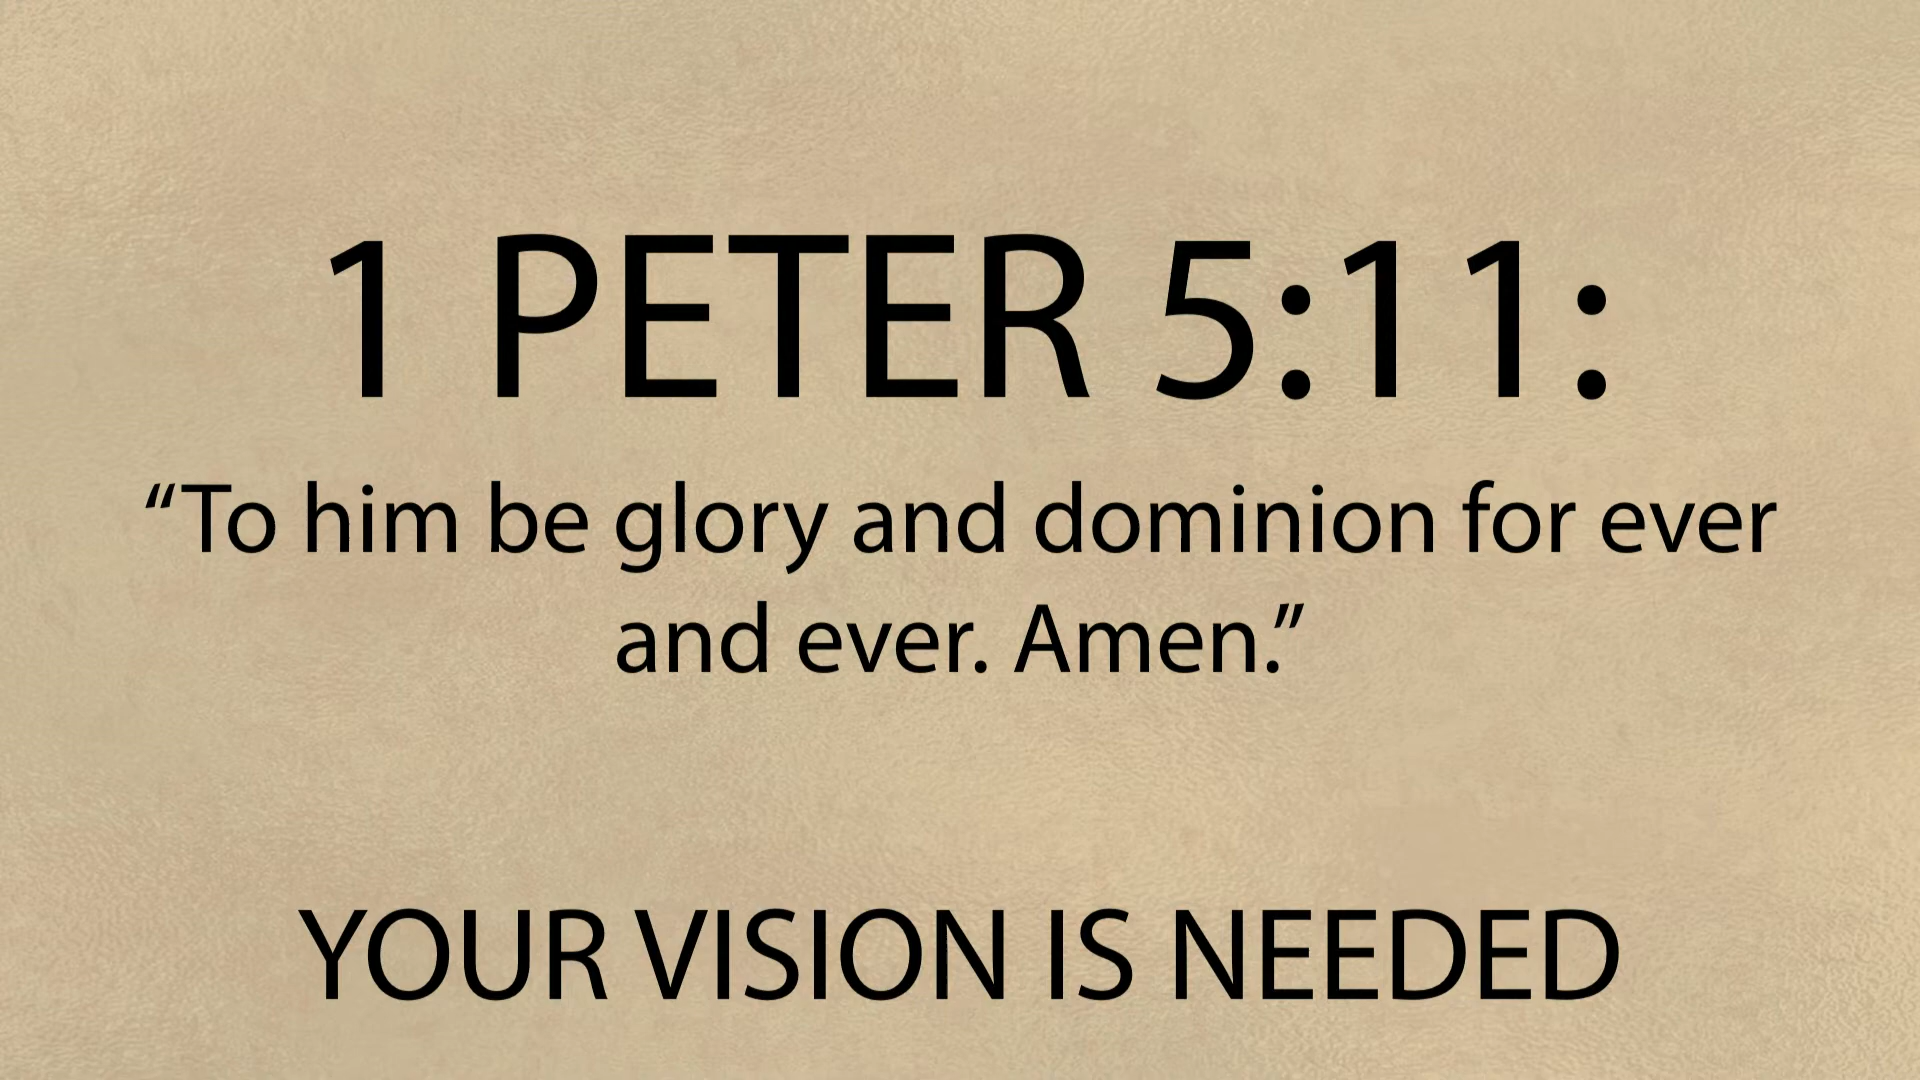 1 PETER 5:11:
“To him be glory and dominion for ever
and ever. Amen.”
YOUR VISION IS NEEDED